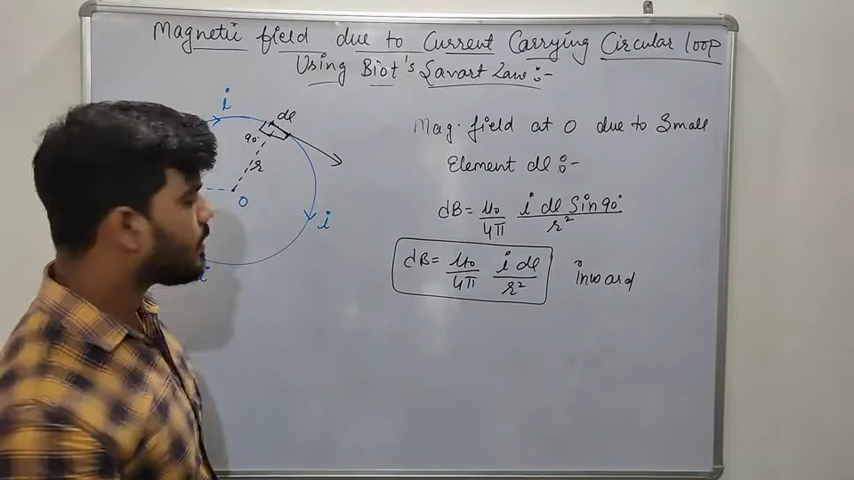 Magnetic field due to Current Carrying Circular loop
Using Biot's Savart Law :-
i
dl
90°
r
O
i
i
Mag. field at O due to Small
Element dl :-
dB = μ₀/4π i dl Sin90°/r²
dB = μ₀/4π i dl/r² inward